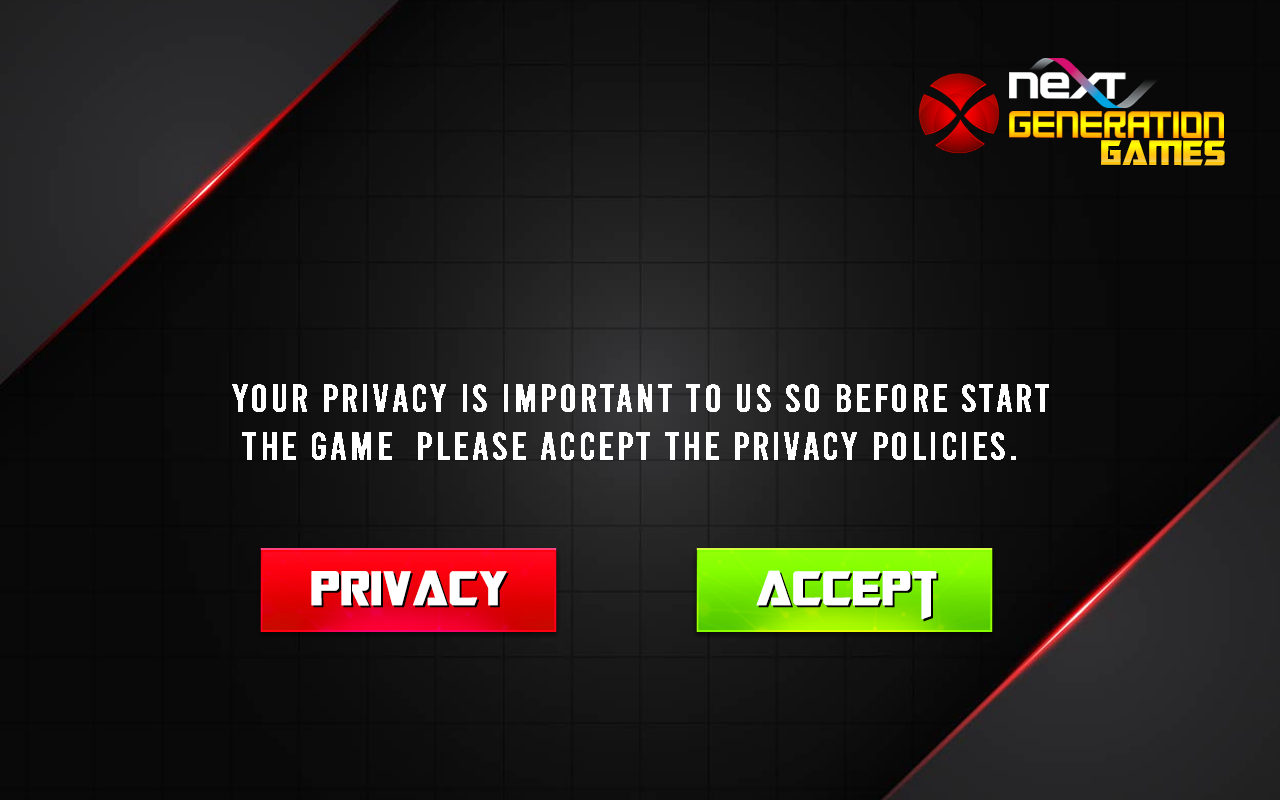 NEXT
GENERATION
GAMES
YOUR PRIVACY IS IMPORTANT TO US SO BEFORE START
THE GAME  PLEASE ACCEPT THE PRIVACY POLICIES.
PRIVACY
ACCEPT